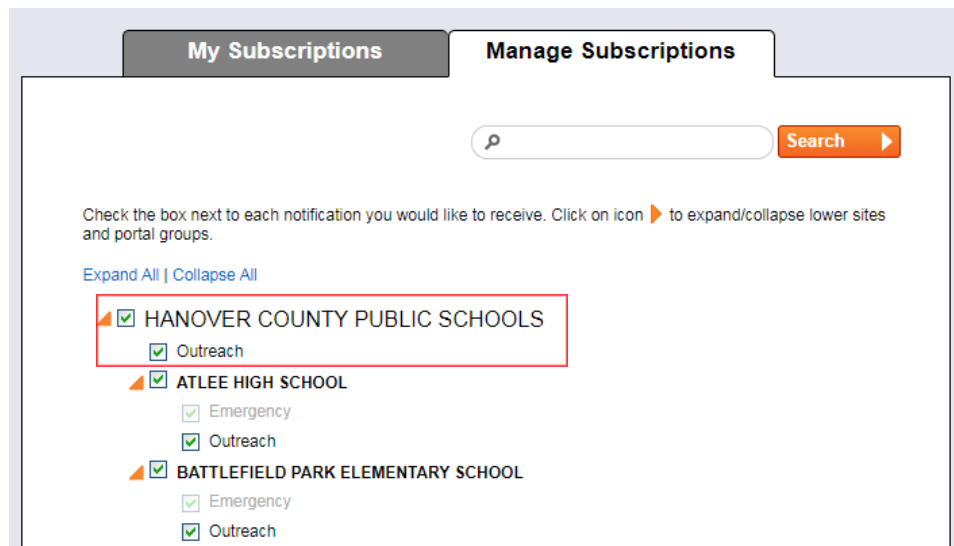 My Subscriptions
Manage Subscriptions
Search
Check the box next to each notification you would like to receive. Click on icon to expand/collapse lower sites
and portal groups.
Expand All | Collapse All
HANOVER COUNTY PUBLIC SCHOOLS
Outreach
ATLEE HIGH SCHOOL
Emergency
Outreach
BATTLEFIELD PARK ELEMENTARY SCHOOL
Emergency
Outreach